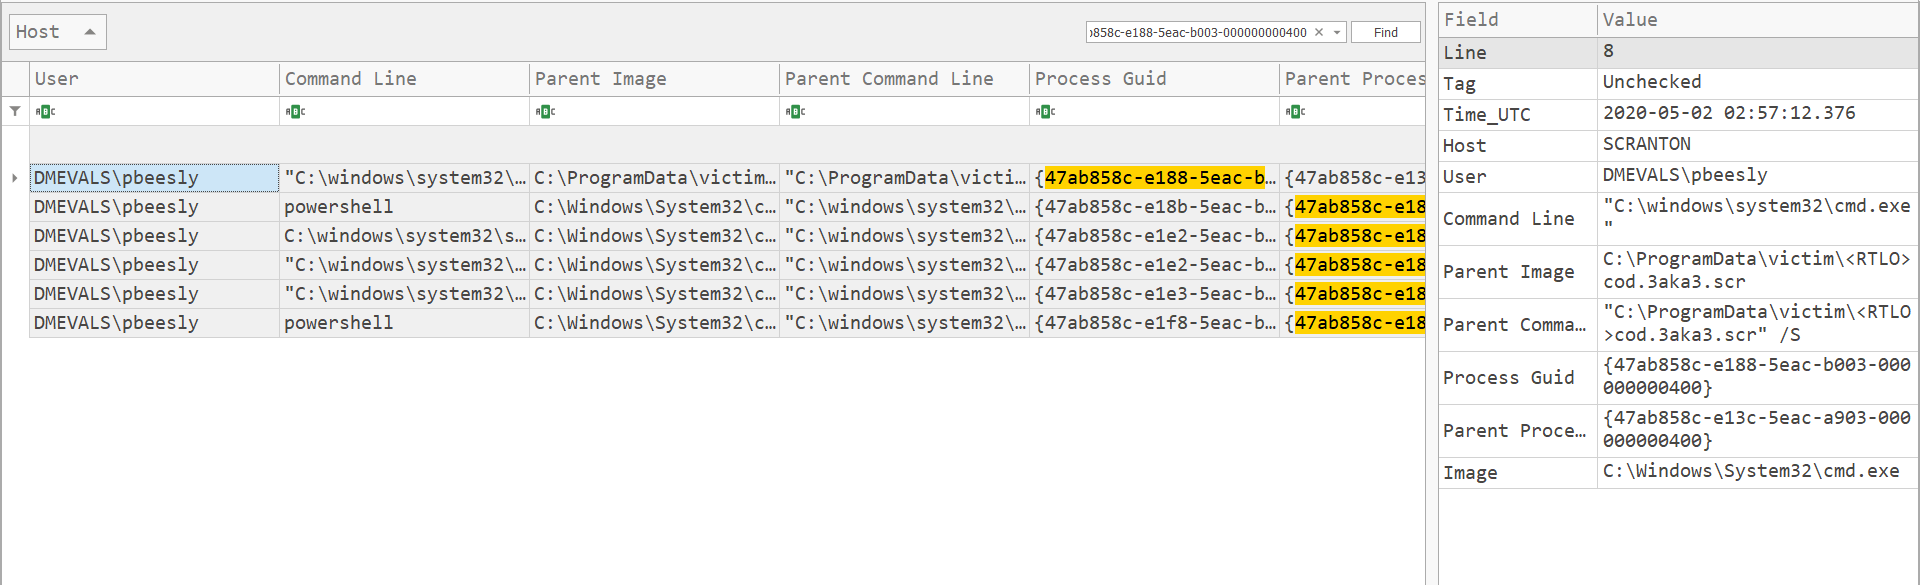 Host
858c-e188-5eac-b003-000000000400
Find
User Command Line Parent Image Parent Command Line Process Guid Parent Proces
ABC ABC ABC ABC ABC ABC
DMEVALS\pbeesly "C:\windows\system32\... C:\ProgramData\victim... "C:\ProgramData\victi... {47ab858c-e188-5eac-b... {47ab858c-e13
DMEVALS\pbeesly powershell C:\Windows\System32\c... "C:\windows\system32\... {47ab858c-e18b-5eac-b... {47ab858c-e18
DMEVALS\pbeesly C:\windows\system32\s... C:\Windows\System32\c... "C:\windows\system32\... {47ab858c-e1e2-5eac-b... {47ab858c-e18
DMEVALS\pbeesly "C:\windows\system32\... C:\Windows\System32\c... "C:\windows\system32\... {47ab858c-e1e2-5eac-b... {47ab858c-e18
DMEVALS\pbeesly "C:\windows\system32\... C:\Windows\System32\c... "C:\windows\system32\... {47ab858c-e1e3-5eac-b... {47ab858c-e18
DMEVALS\pbeesly powershell C:\Windows\System32\c... "C:\windows\system32\... {47ab858c-e1f8-5eac-b... {47ab858c-e18
Field Value
Line 8
Tag Unchecked
Time_UTC 2020-05-02 02:57:12.376
Host SCRANTON
User DMEVALS\pbeesly
Command Line "C:\windows\system32\cmd.exe
"
Parent Image C:\ProgramData\victim\<RTLO>
cod.3aka3.scr
Parent Comma... "C:\ProgramData\victim\<RTLO
>cod.3aka3.scr" /S
Process Guid {47ab858c-e188-5eac-b003-000
000000400}
Parent Proce... {47ab858c-e13c-5eac-a903-000
000000400}
Image C:\Windows\System32\cmd.exe